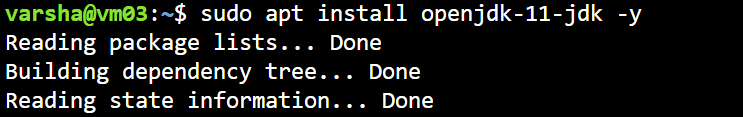 varsha@vm03:~$ sudo apt install openjdk-11-jdk -y
Reading package lists... Done
Building dependency tree... Done
Reading state information... Done